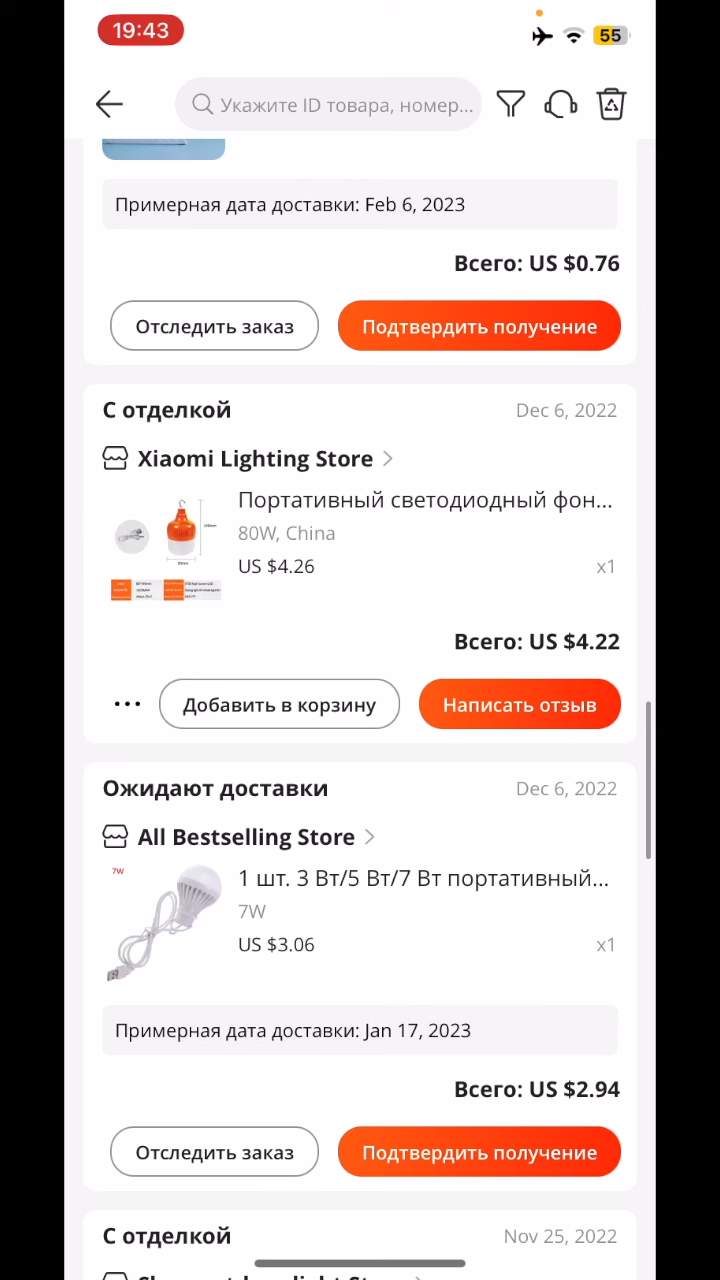 19:43
55
Укажите ID товара, номер...
Примерная дата доставки: Feb 6, 2023
Всего: US $0.76
Отследить заказ
Подтвердить получение
С отделкой
Dec 6, 2022
Xiaomi Lighting Store
Портативный светодиодный фон...
80W, China
US $4.26
x1
Всего: US $4.22
Добавить в корзину
Написать отзыв
Ожидают доставки
Dec 6, 2022
All Bestselling Store
7W
1 шт. 3 Вт/5 Вт/7 Вт портативный...
7W
US $3.06
x1
Примерная дата доставки: Jan 17, 2023
Всего: US $2.94
Отследить заказ
Подтвердить получение
С отделкой
Nov 25, 2022